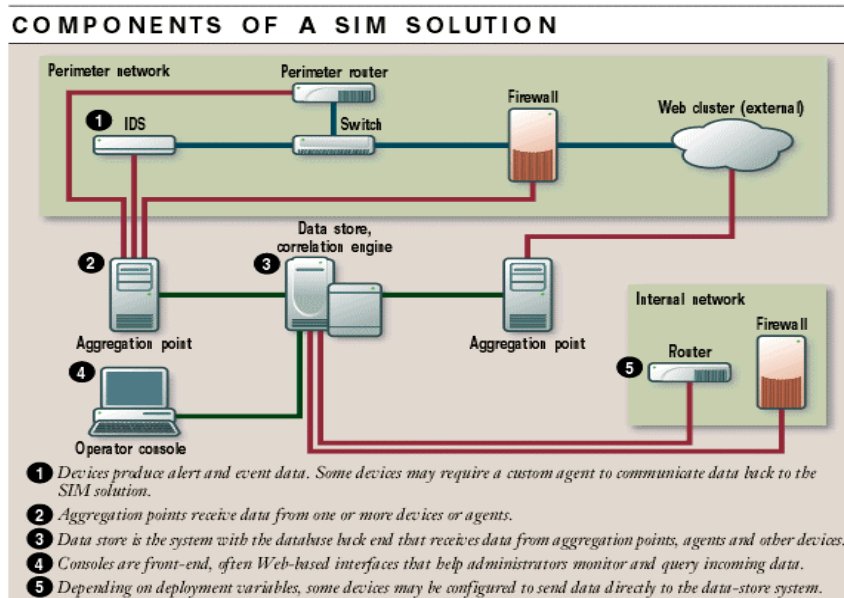 COMPONENTS OF A SIM SOLUTION
Perimeter network
Perimeter router
Firewall
Web cluster (external)
1 IDS
Switch
Data store,
correlation engine
2
3
Aggregation point
Aggregation point
Internal network
Firewall
Router
5
4
Operator console
1 Devices produce alert and event data. Some devices may require a custom agent to communicate data back to the
SIM solution.
2 Aggregation points receive data from one or more devices or agents.
3 Data store is the system with the database back end that receives data from aggregation points, agents and other devices.
4 Consoles are front-end, often Web-based interfaces that help administrators monitor and query incoming data.
5 Depending on deployment variables, some devices may be configured to send data directly to the data-store system.